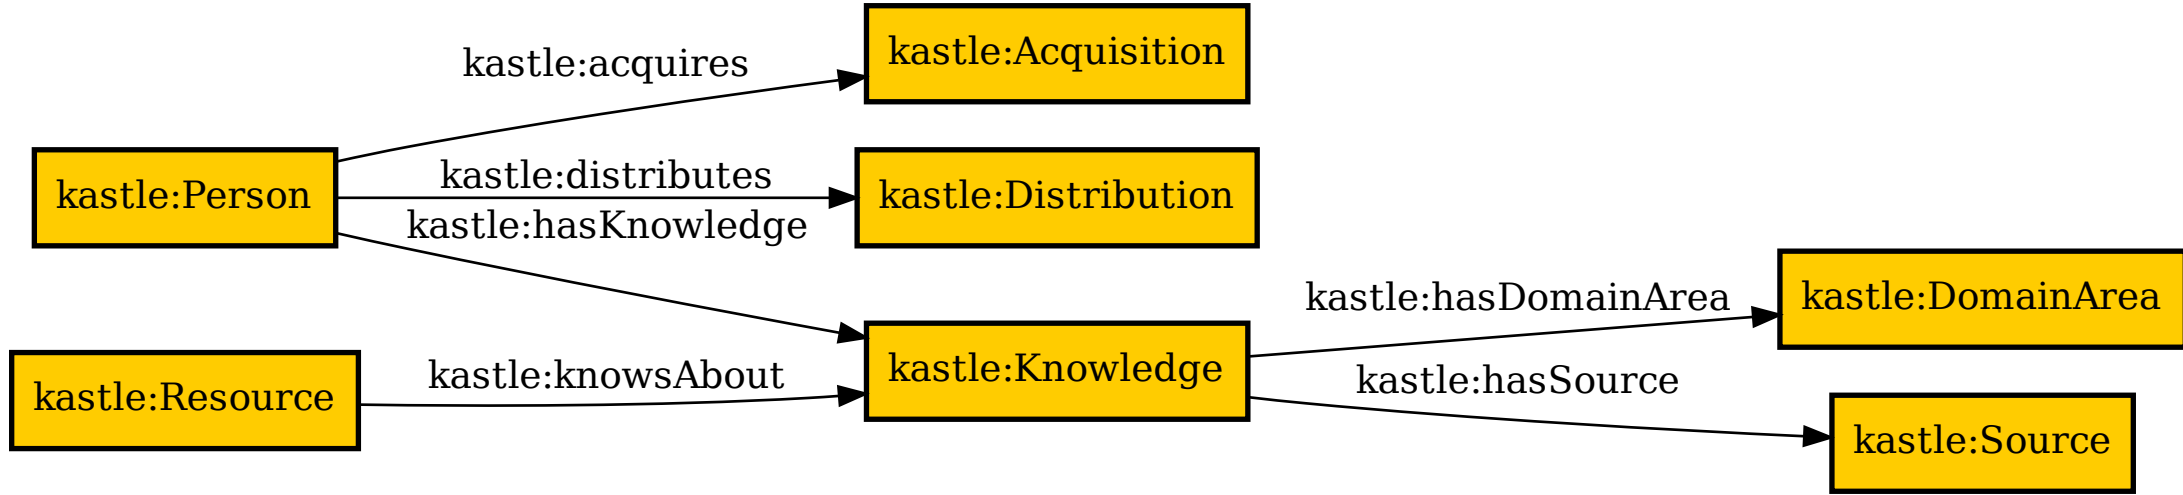 kastle:Acquisition
kastle:acquires
kastle:Person
kastle:distributes
kastle:Distribution
kastle:hasKnowledge
kastle:hasDomainArea
kastle:DomainArea
kastle:Knowledge
kastle:knowsAbout
kastle:hasSource
kastle:Resource
kastle:Source